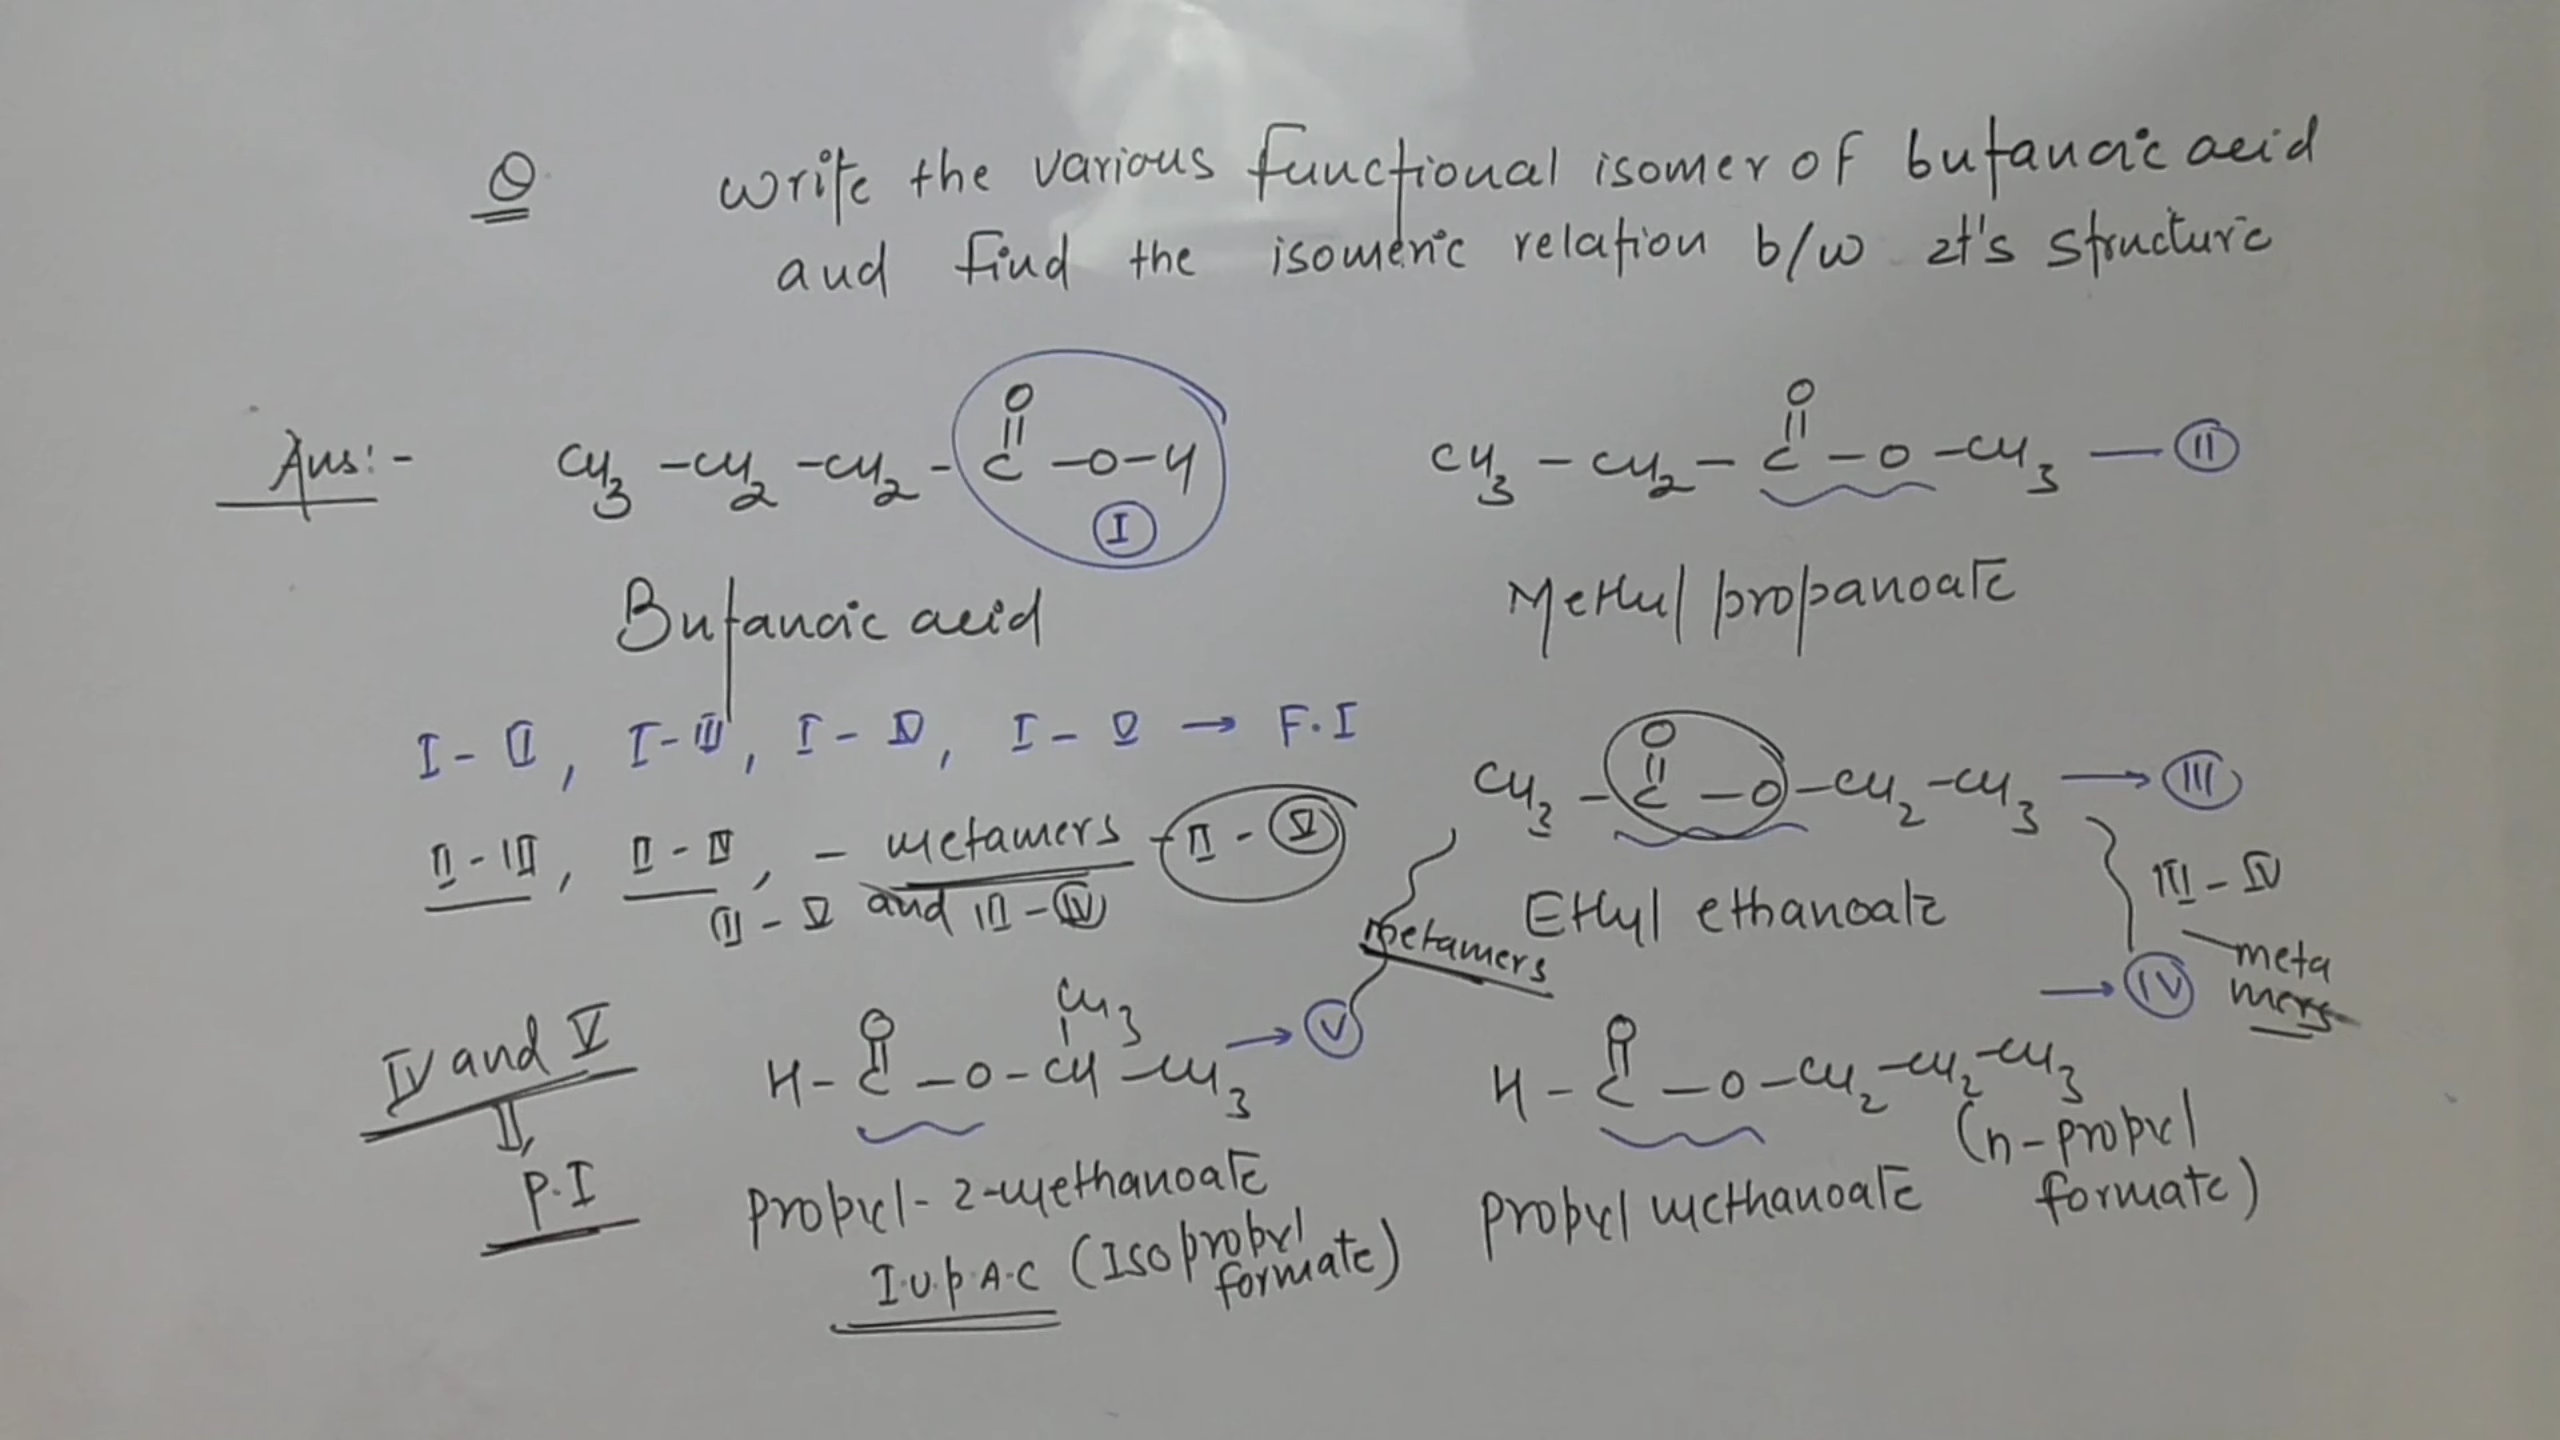 Q Write the various functional isomer of butanoic acid
and find the isomeric relation b/w it's structure
Ans:- CH3 -CH2 -CH2 - C -O-H
O
||
I
CH3 - CH2 - C - O -CH3 — II
O
||
Butanoic acid
Methyl propanoate
I - II, I-III, I - IV, I - V → F.I
CH3 - C -O -CH2 -CH3 → III
O
||
II - III, II - IV, - metamers - II - V
III - V and III - IV
Ethyl ethanoate
metamers
III - IV
meta
mers
→ IV
IV and V
P.I
H- C -O- CH -CH3 → V
O
||
CH3
|
H - C - O -CH2 -CH2 -CH3
O
||
Propyl- 2-methanoate
I.U.P.A.C (Isopropyl
formate)
Propyl methanoate
(n-propyl
formate)